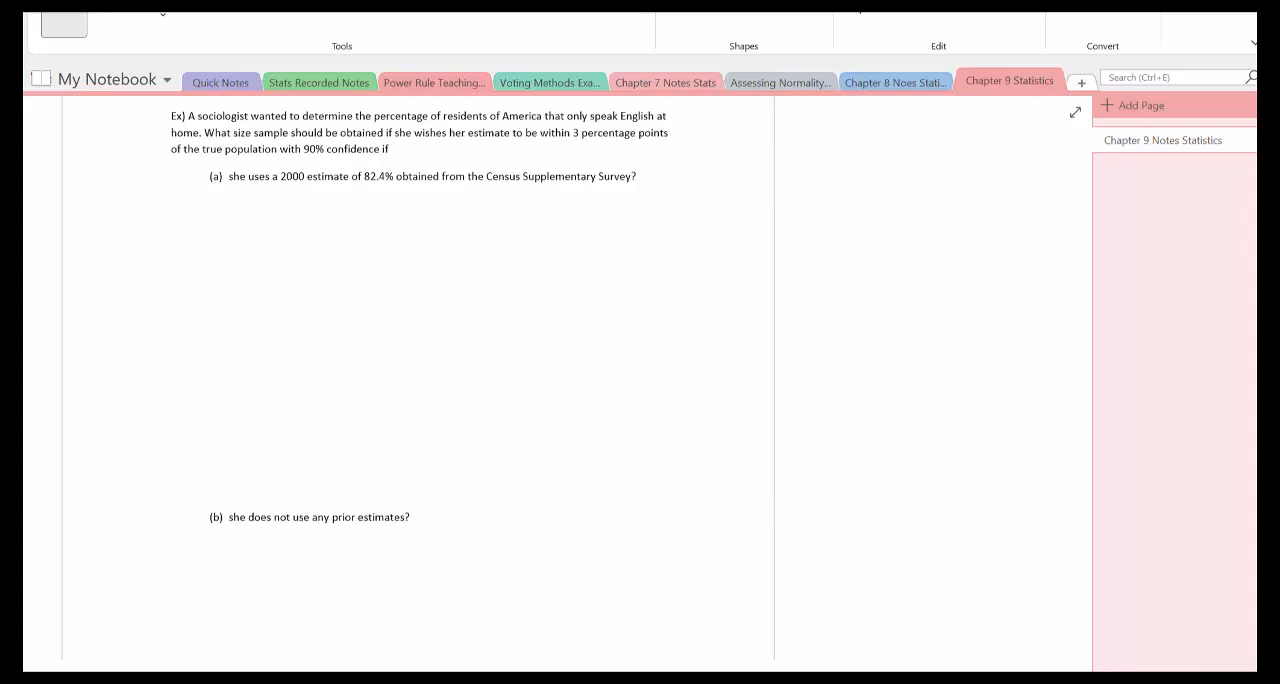 Tools
Shapes
Edit
Convert
My Notebook
Quick Notes
Stats Recorded Notes
Power Rule Teaching...
Voting Methods Exa...
Chapter 7 Notes Stats
Assessing Normality...
Chapter 8 Noes Stati...
Chapter 9 Statistics
+
Search (Ctrl+E)
Add Page
Chapter 9 Notes Statistics
Ex) A sociologist wanted to determine the percentage of residents of America that only speak English at
home. What size sample should be obtained if she wishes her estimate to be within 3 percentage points
of the true population with 90% confidence if
(a) she uses a 2000 estimate of 82.4% obtained from the Census Supplementary Survey?
(b) she does not use any prior estimates?